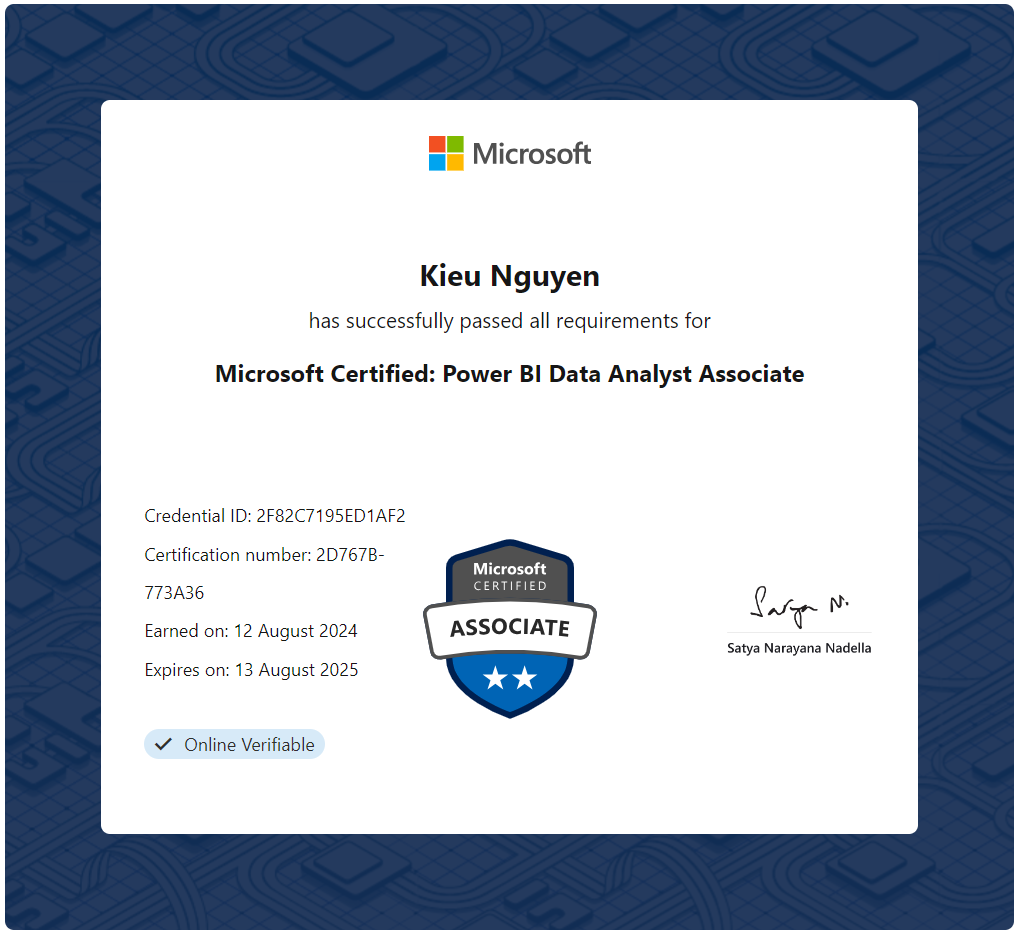 Microsoft
Kieu Nguyen
has successfully passed all requirements for
Microsoft Certified: Power BI Data Analyst Associate
Credential ID: 2F82C7195ED1AF2
Certification number: 2D767B-
773A36
Earned on: 12 August 2024
Expires on: 13 August 2025
Online Verifiable
Microsoft
CERTIFIED
ASSOCIATE
Satya N.
Satya Narayana Nadella